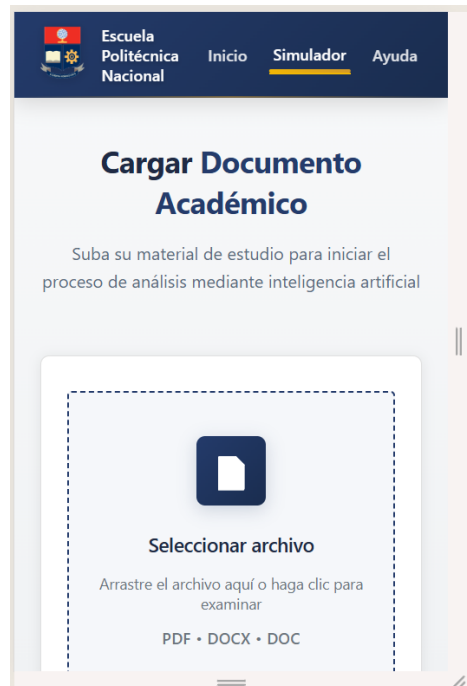 Escuela
Politécnica
Nacional
Inicio
Simulador
Ayuda
Cargar Documento
Académico
Suba su material de estudio para iniciar el
proceso de análisis mediante inteligencia artificial
Seleccionar archivo
Arrastre el archivo aquí o haga clic para
examinar
PDF • DOCX • DOC